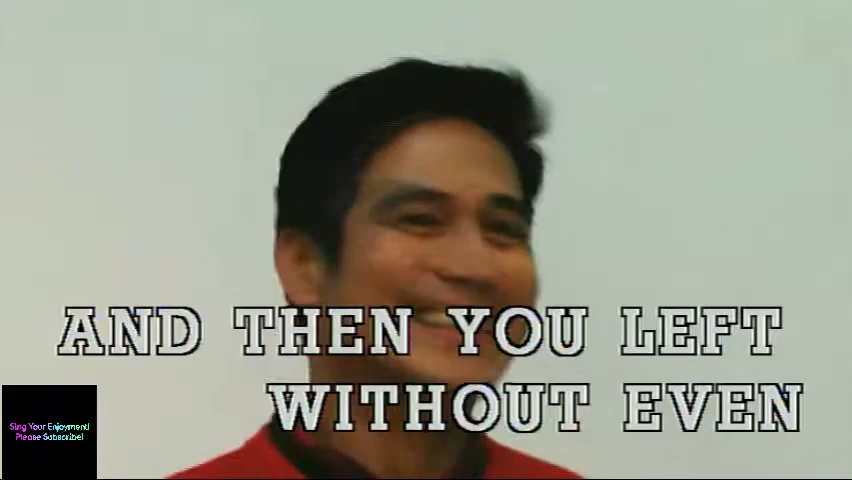 AND THEN YOU LEFT
WITHOUT EVEN
Sing Your Enjoyment!
Please Subscribe!